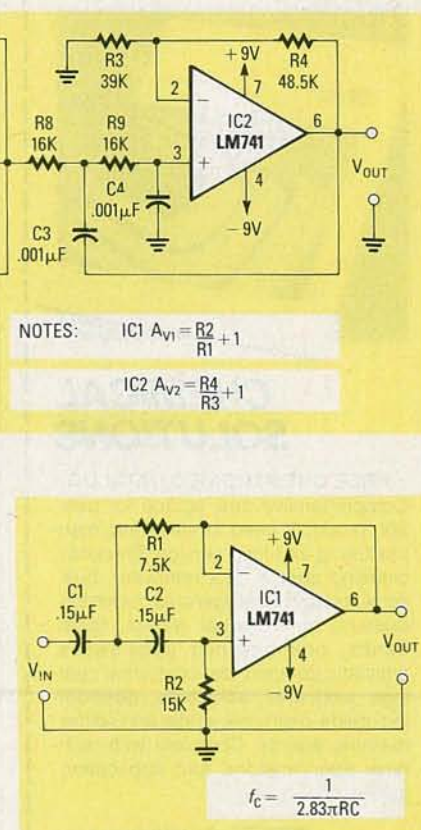 +9V
R3
39K
R4
48.5K
2
7
IC2
LM741
6
R8
16K
R9
16K
3
C4
.001µF
4
-9V
VOUT
C3
.001µF
NOTES: IC1 AV1 = R2/R1 + 1
IC2 AV2 = R4/R3 + 1
R1
7.5K
+9V
2
7
C1
.15µF
C2
.15µF
IC1
LM741
6
3
VOUT
VIN
R2
15K
4
-9V
fC = 1/2.83πRC